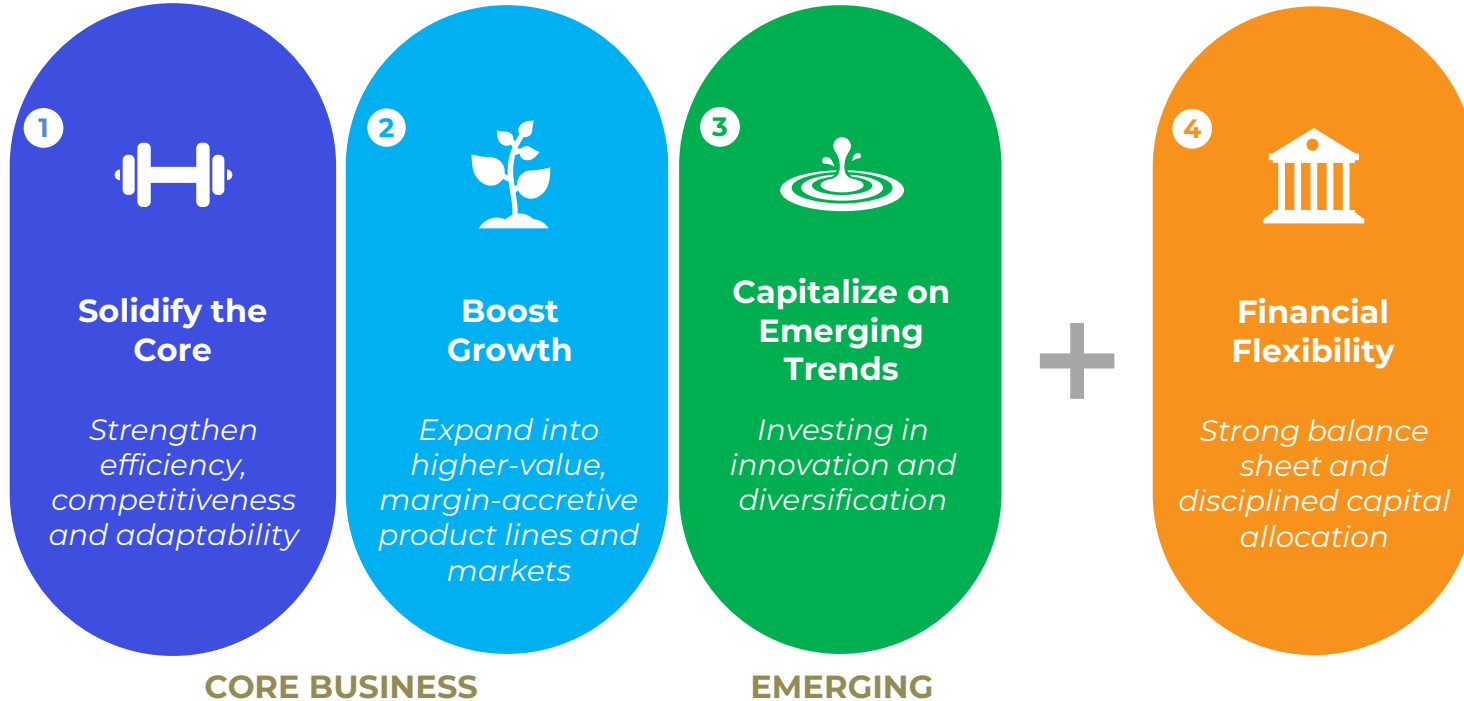 1
Solidify the
Core
Strengthen
efficiency,
competitiveness
and adaptability
2
Boost
Growth
Expand into
higher-value,
margin-accretive
product lines and
markets
3
Capitalize on
Emerging
Trends
Investing in
innovation and
diversification
4
Financial
Flexibility
Strong balance
sheet and
disciplined capital
allocation
CORE BUSINESS
EMERGING